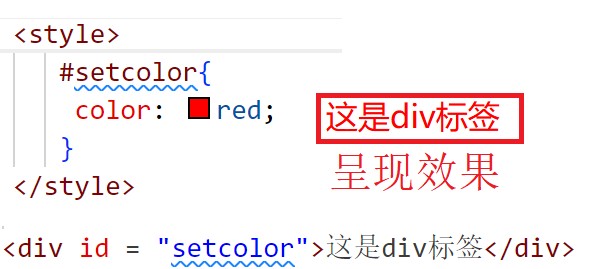 <style>
#setcolor{
color: red;
}
</style>
这是div标签
呈现效果
<div id = "setcolor">这是div标签</div>